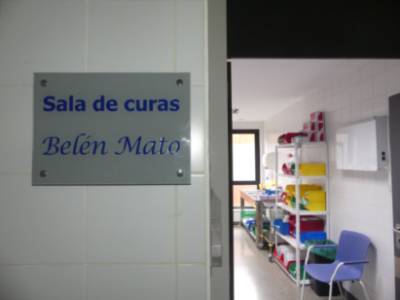 Sala de curas
Belén Mato